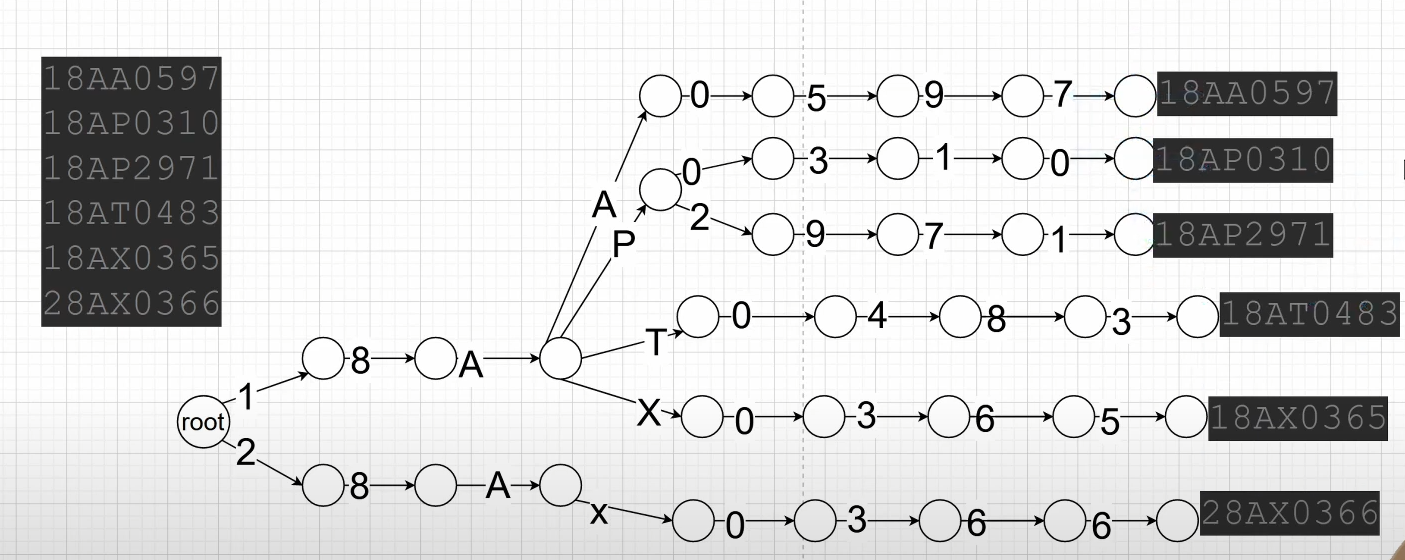 18AA0597
18AP0310
18AP2971
18AT0483
18AX0365
28AX0366
A 0 5 9 7 18AA0597
P 0 3 1 0 18AP0310
2 9 7 1 18AP2971
T 0 4 8 3 18AT0483
root 1 8 A
X 0 3 6 5 18AX0365
2 8 A x 0 3 6 6 28AX0366